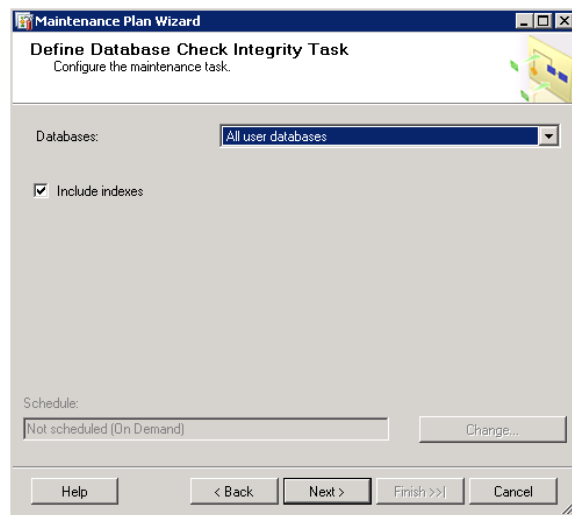 Maintenance Plan Wizard
Define Database Check Integrity Task
Configure the maintenance task.
Databases: All user databases
Include indexes
Schedule:
Not scheduled (On Demand) Change...
Help < Back Next > Finish >>| Cancel